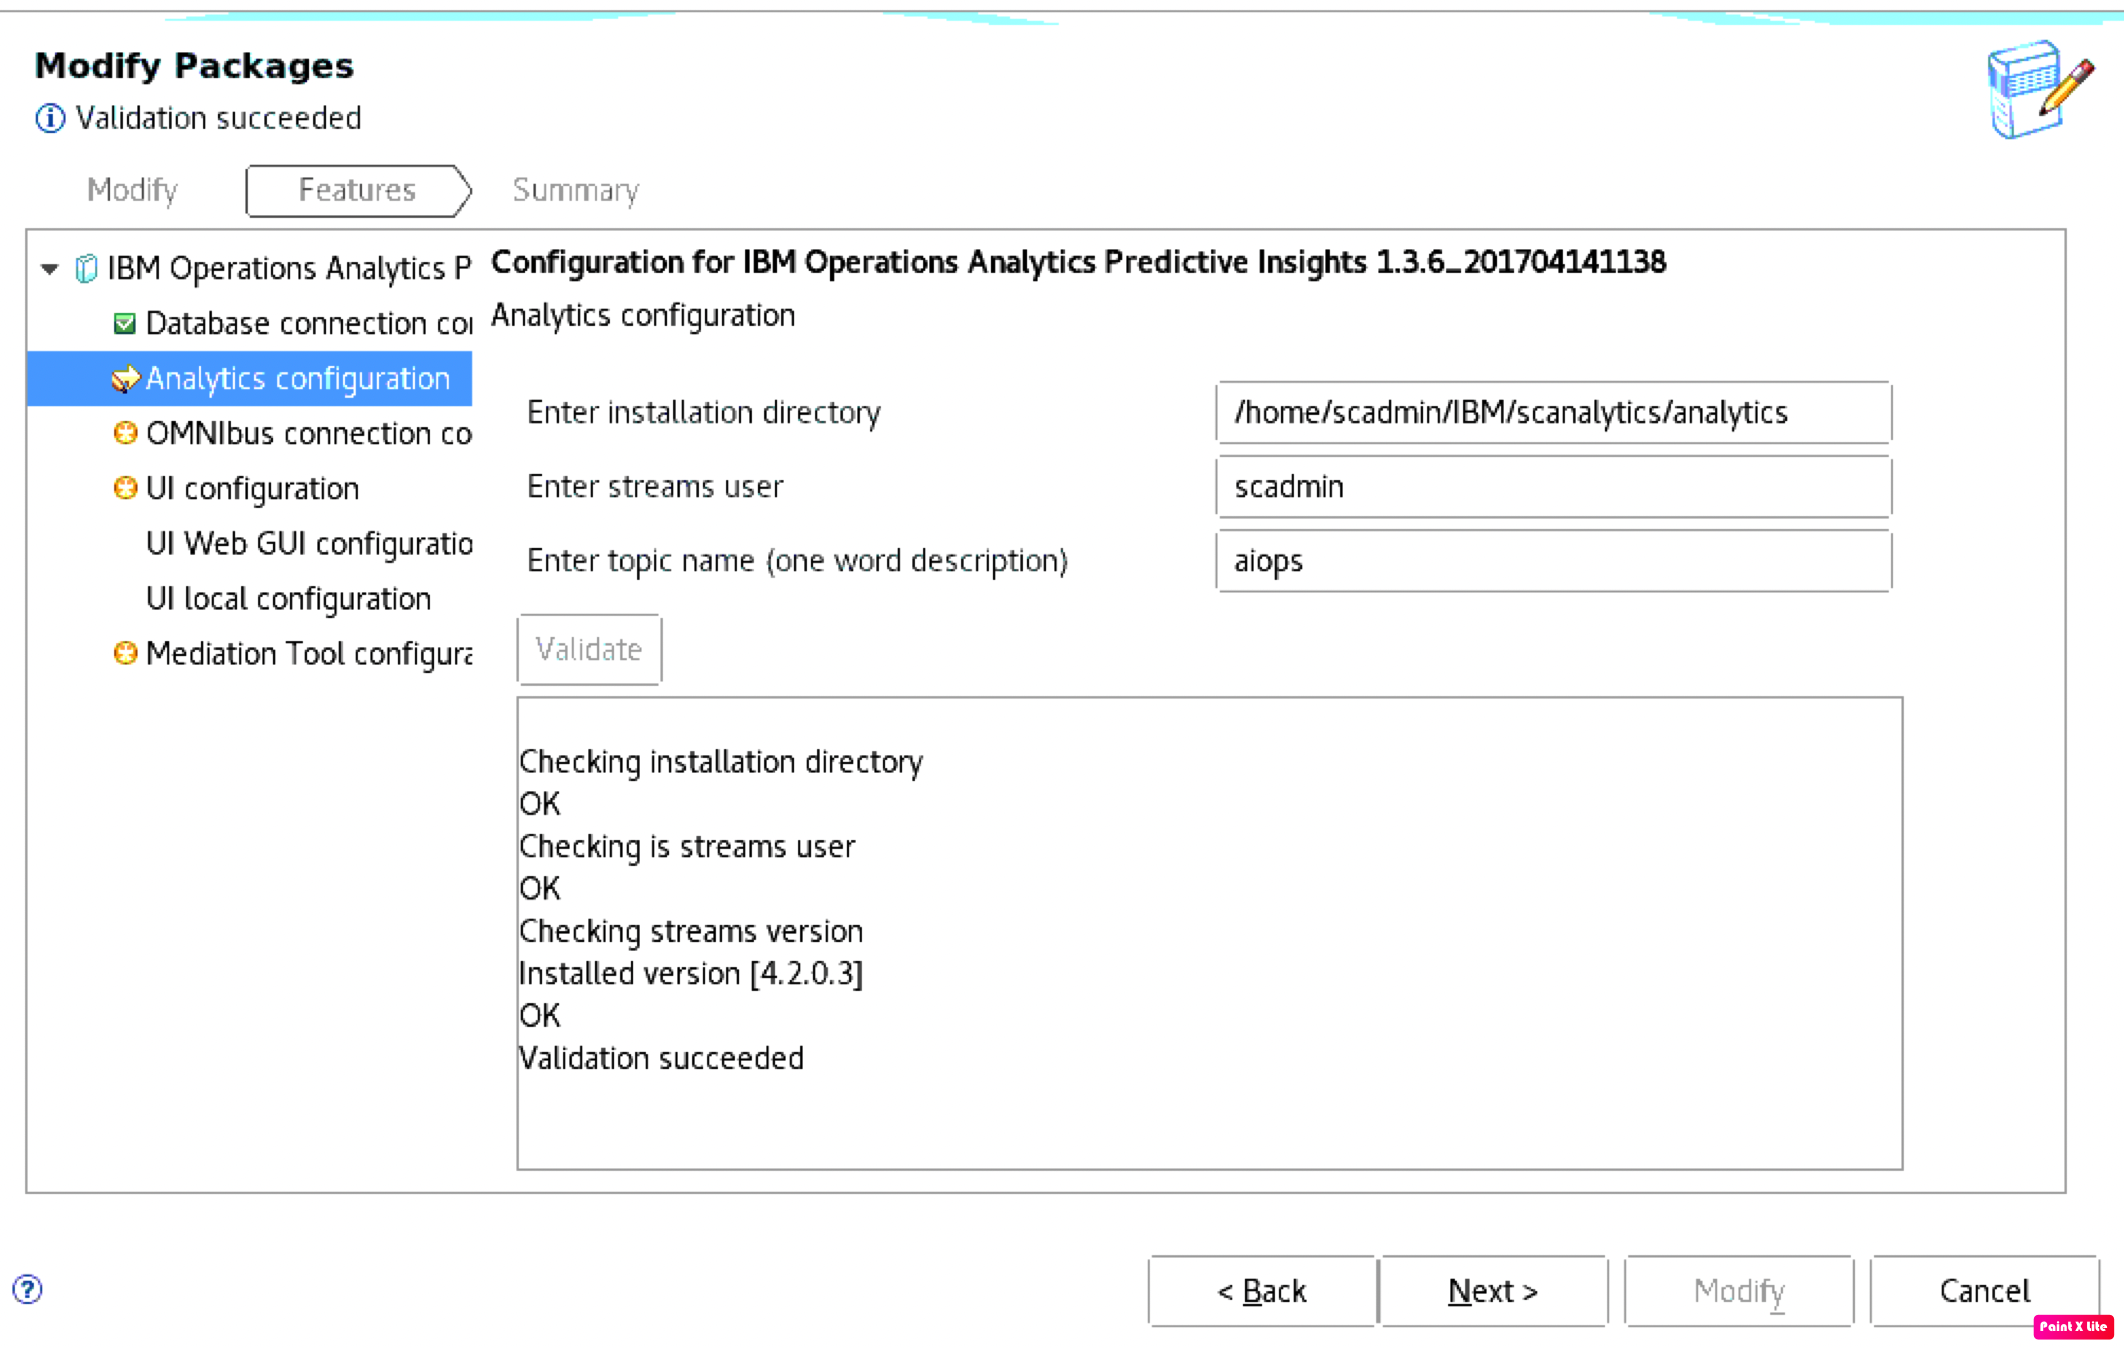 Modify Packages
Validation succeeded
Modify
Features
Summary
IBM Operations Analytics P
Database connection co
Analytics configuration
OMNIbus connection co
UI configuration
UI Web GUI configuratio
UI local configuration
Mediation Tool configura
Configuration for IBM Operations Analytics Predictive Insights 1.3.6_201704141138
Analytics configuration
Enter installation directory
/home/scadmin/IBM/scanalytics/analytics
Enter streams user
scadmin
Enter topic name (one word description)
aiops
Validate
Checking installation directory
OK
Checking is streams user
OK
Checking streams version
Installed version [4.2.0.3]
OK
Validation succeeded
< Back
Next >
Modify
Cancel
Paint X Lite